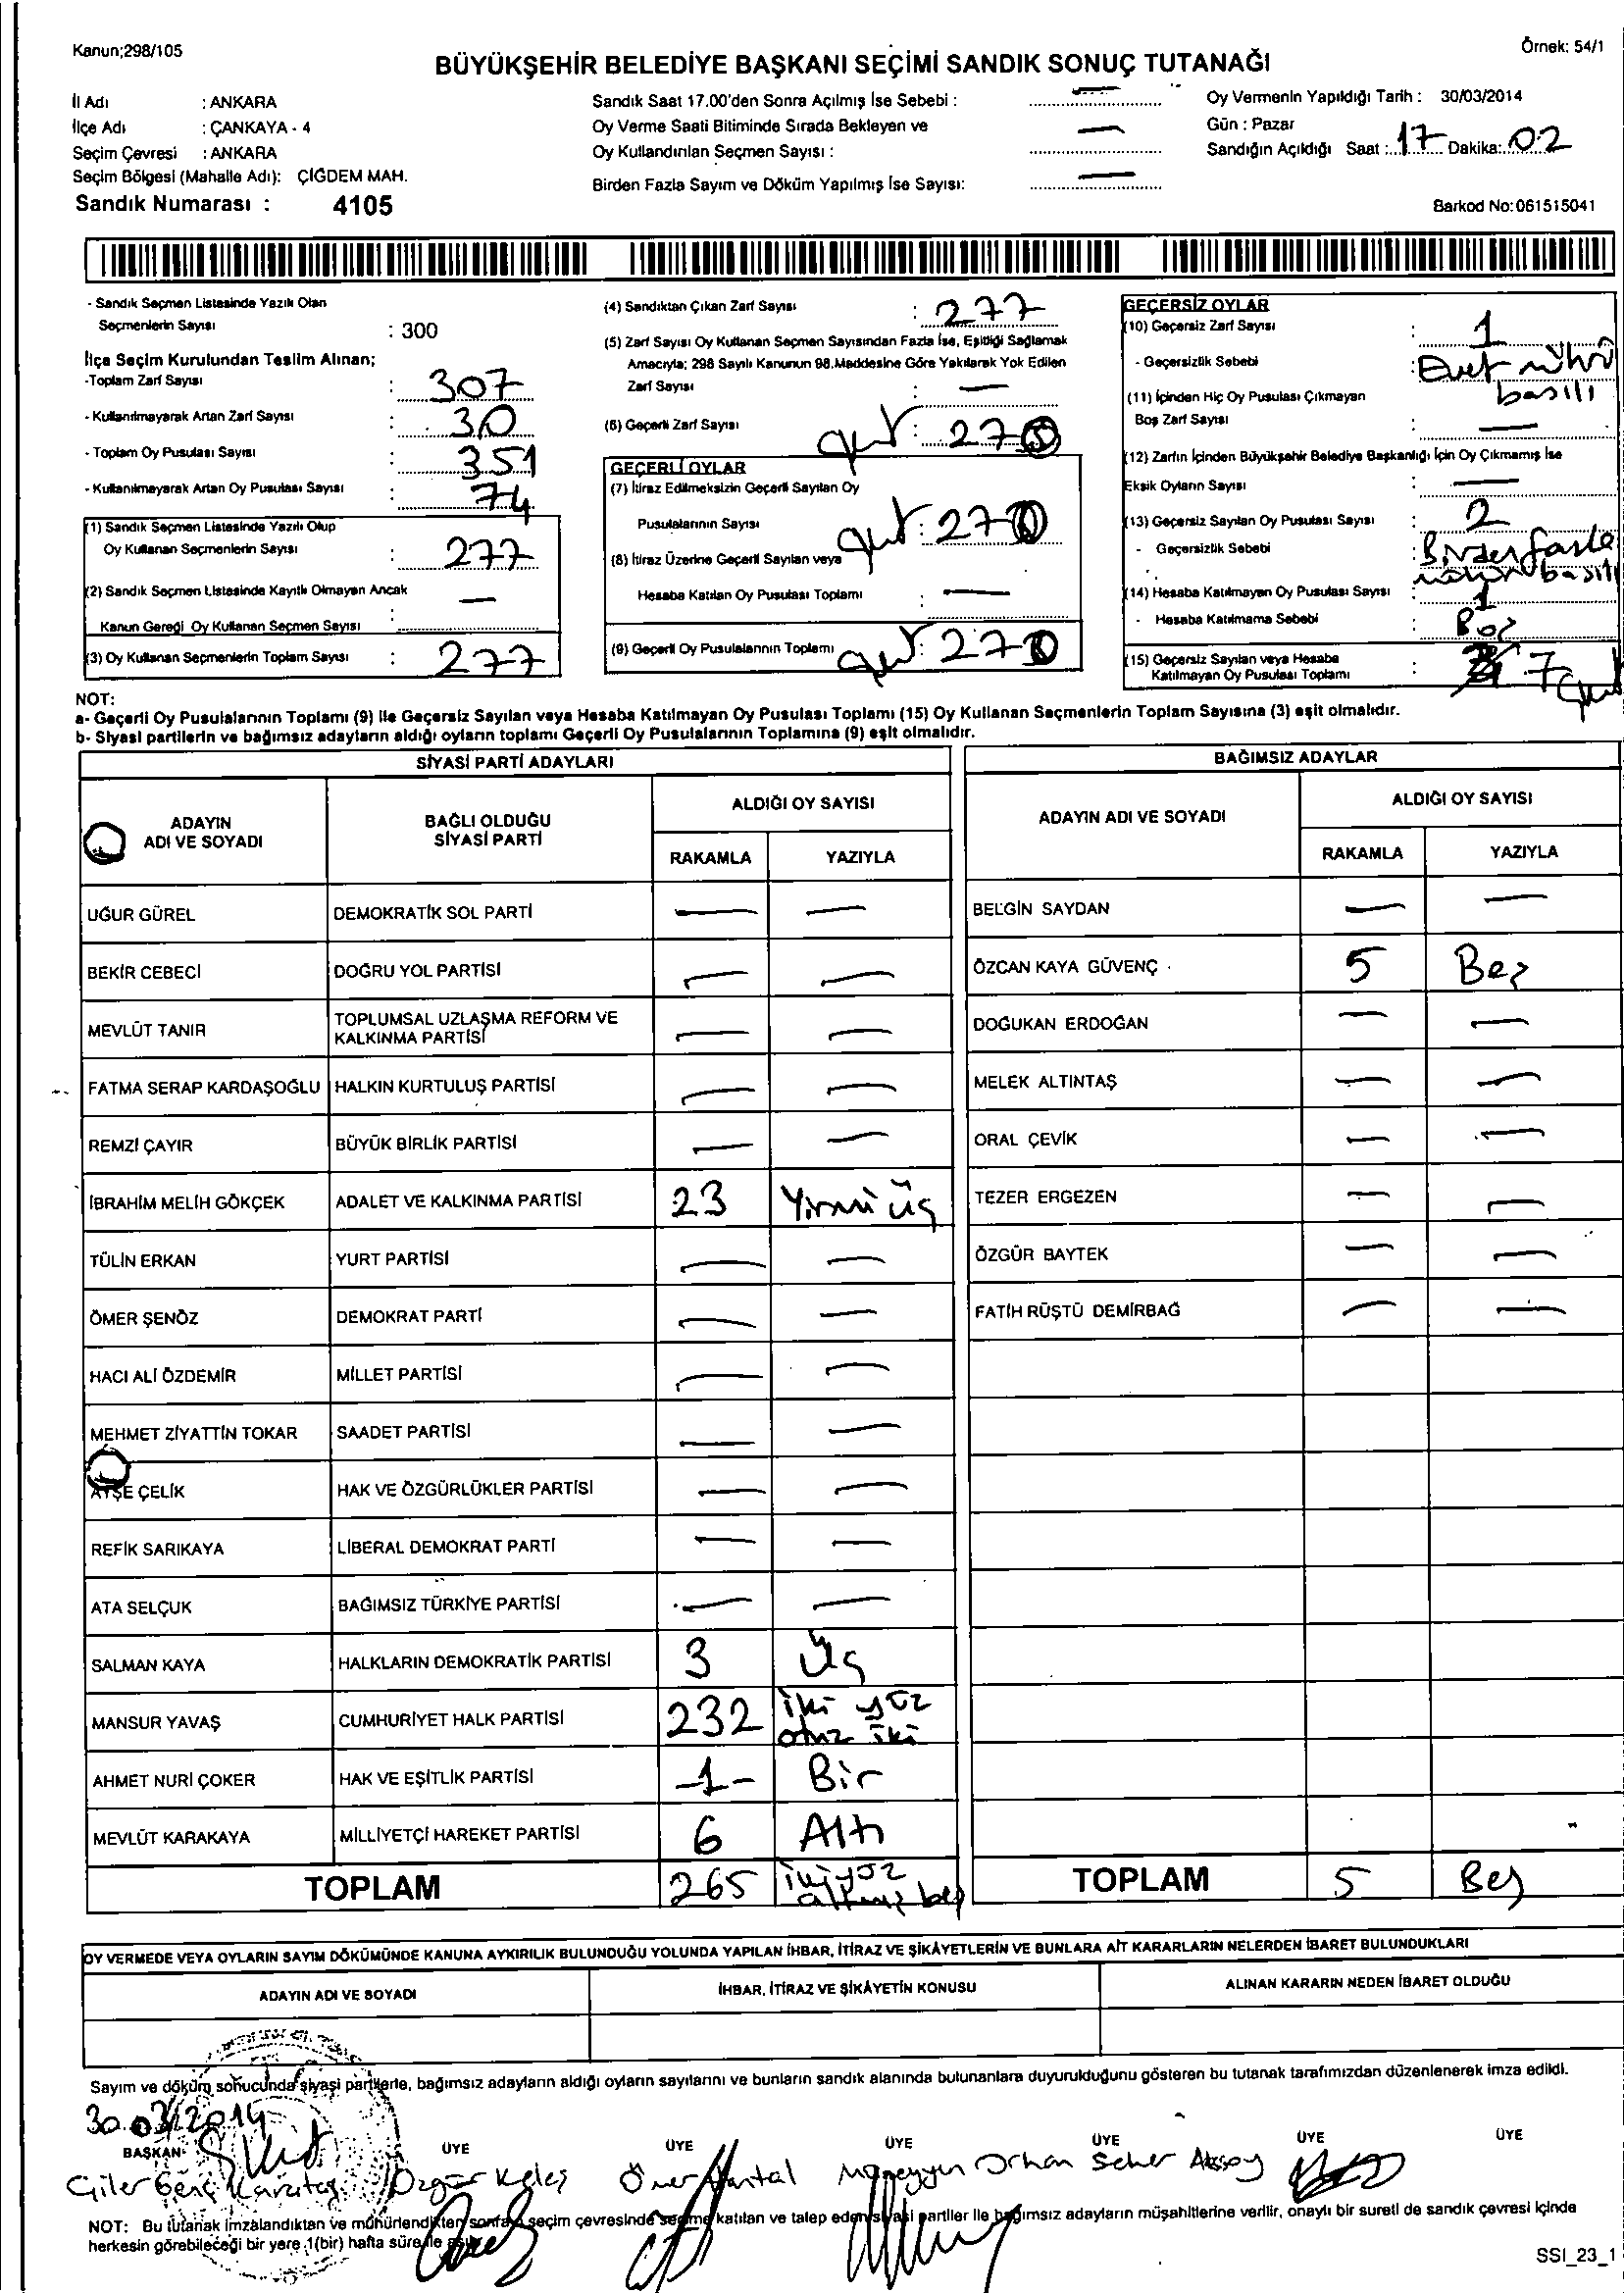 Kanun;298/105
Örnek: 54/1
BÜYÜKŞEHİR BELEDİYE BAŞKANI SEÇİMİ SANDIK SONUÇ TUTANAĞI
İl Adı : ANKARA
İlçe Adı : ÇANKAYA - 4
Seçim Çevresi : ANKARA
Seçim Bölgesi (Mahalle Adı): ÇİĞDEM MAH.
Sandık Numarası : 4105
Sandık Saat 17.00'den Sonra Açılmış İse Sebebi : —
Oy Verme Saati Bitiminde Sırada Bekleyen ve
Oy Kullandırılan Seçmen Sayısı : —
Birden Fazla Sayım ve Döküm Yapılmış İse Sayısı: —
Oy Vermenin Yapıldığı Tarih : 30/03/2014
Gün : Pazar
Sandığın Açıldığı Saat : 17 Dakika: 02
Barkod No:061515041
- Sandık Seçmen Listesinde Yazılı Olan
Seçmenlerin Sayısı : 300
İlçe Seçim Kurulundan Teslim Alınan;
-Toplam Zarf Sayısı : 307
- Kullanılmayarak Artan Zarf Sayısı : 30
- Toplam Oy Pusulası Sayısı : 351
- Kullanılmayarak Artan Oy Pusulası Sayısı : 74
(1) Sandık Seçmen Listesinde Yazılı Olup
Oy Kullanan Seçmenlerin Sayısı : 277
(2) Sandık Seçmen Listesinde Kayıtlı Olmayan Ancak
Kanun Gereği Oy Kullanan Seçmen Sayısı : —
(3) Oy Kullanan Seçmenlerin Toplam Sayısı : 277
(4) Sandıktan Çıkan Zarf Sayısı : 277
(5) Zarf Sayısı Oy Kullanan Seçmen Sayısından Fazla İse, Eşitliği Sağlamak
Amacıyla; 298 Sayılı Kanunun 98.Maddesine Göre Yakılarak Yok Edilen
Zarf Sayısı : —
(6) Geçerli Zarf Sayısı : 270
GEÇERLİ OYLAR
(7) İtiraz Edilmeksizin Geçerli Sayılan Oy
Pusulalarının Sayısı : 270
(8) İtiraz Üzerine Geçerli Sayılan veya
Hesaba Katılan Oy Pusulası Toplamı : —
(9) Geçerli Oy Pusulalarının Toplamı : 270
GEÇERSİZ OYLAR
(10) Geçersiz Zarf Sayısı : 1
- Geçersizlik Sebebi : Evet mührü
basılı
(11) İçinden Hiç Oy Pusulası Çıkmayan
Boş Zarf Sayısı : —
(12) Zarfın İçinden Büyükşehir Belediye Başkanlığı İçin Oy Çıkmamış İse
Eksik Oyların Sayısı : —
(13) Geçersiz Sayılan Oy Pusulası Sayısı : 2
- Geçersizlik Sebebi : Birden fazla
mühür basılı
(14) Hesaba Katılmayan Oy Pusulası Sayısı : 1
- Hesaba Katılmama Sebebi : Boş
(15) Geçersiz Sayılan veya Hesaba
Katılmayan Oy Pusulası Toplamı : 7
NOT:
a- Geçerli Oy Pusulalarının Toplamı (9) ile Geçersiz Sayılan veya Hesaba Katılmayan Oy Pusulası Toplamı (15) Oy Kullanan Seçmenlerin Toplam Sayısına (3) eşit olmalıdır.
b- Siyasi partilerin ve bağımsız adayların aldığı oyların toplamı Geçerli Oy Pusulalarının Toplamına (9) eşit olmalıdır.
SİYASİ PARTİ ADAYLARI
ADAYIN ADI VE SOYADI
BAĞLI OLDUĞU SİYASİ PARTİ
ALDIĞI OY SAYISI
RAKAMLA YAZIYLA
UĞUR GÜREL DEMOKRATİK SOL PARTİ — —
BEKİR CEBECİ DOĞRU YOL PARTİSİ — —
MEVLÜT TANIR TOPLUMSAL UZLAŞMA REFORM VE KALKINMA PARTİSİ — —
FATMA SERAP KARDAŞOĞLU HALKIN KURTULUŞ PARTİSİ — —
REMZİ ÇAYIR BÜYÜK BİRLİK PARTİSİ — —
İBRAHİM MELİH GÖKÇEK ADALET VE KALKINMA PARTİSİ 23 Yirmi üç
TÜLİN ERKAN YURT PARTİSİ — —
ÖMER ŞENÖZ DEMOKRAT PARTİ — —
HACI ALİ ÖZDEMİR MİLLET PARTİSİ — —
MEHMET ZİYATTİN TOKAR SAADET PARTİSİ — —
AYŞE ÇELİK HAK VE ÖZGÜRLÜKLER PARTİSİ — —
REFİK SARIKAYA LİBERAL DEMOKRAT PARTİ — —
ATA SELÇUK BAĞIMSIZ TÜRKİYE PARTİSİ — —
SALMAN KAYA HALKLARIN DEMOKRATİK PARTİSİ 3 Üç
MANSUR YAVAŞ CUMHURİYET HALK PARTİSİ 232 iki yüz otuz iki
AHMET NURİ ÇOKER HAK VE EŞİTLİK PARTİSİ -1- Bir
MEVLÜT KARAKAYA MİLLİYETÇİ HAREKET PARTİSİ 6 Altı
TOPLAM 265 ikiyüz altmış beş
BAĞIMSIZ ADAYLAR
ADAYIN ADI VE SOYADI
ALDIĞI OY SAYISI
RAKAMLA YAZIYLA
BELGİN SAYDAN — —
ÖZCAN KAYA GÜVENÇ 5 Beş
DOĞUKAN ERDOĞAN — —
MELEK ALTINTAŞ — —
ORAL ÇEVİK — —
TEZER ERGEZEN — —
ÖZGÜR BAYTEK — —
FATİH RÜŞTÜ DEMİRBAĞ — —
TOPLAM 5 Beş
OY VERMEDE VEYA OYLARIN SAYIM DÖKÜMÜNDE KANUNA AYKIRILIK BULUNDUĞU YOLUNDA YAPILAN İHBAR, İTİRAZ VE ŞİKÂYETLERİN VE BUNLARA AİT KARARLARIN NELERDEN İBARET BULUNDUKLARI
ADAYIN ADI VE SOYADI İHBAR, İTİRAZ VE ŞİKÂYETİN KONUSU ALINAN KARARIN NEDEN İBARET OLDUĞU
Sayım ve döküm sonucunda siyasi partilerle, bağımsız adayların aldığı oyların sayılarını ve bunların sandık alanında bulunanlara duyurulduğunu gösteren bu tutanak tarafımızdan düzenlenerek imza edildi.
30.03/2014
BAŞKAN ÜYE ÜYE ÜYE ÜYE ÜYE ÜYE
Özgür Keleş Ömer Orhan Seher Aksoy
NOT: Bu tutanak imzalandıktan ve mühürlendikten sonra seçim çevresinde seçime katılan ve talep eden siyasi partiler ile bağımsız adayların müşahitlerine verilir, onaylı bir sureti de sandık çevresi içinde
herkesin görebileceği bir yere 1(bir) hafta süre ile asılır.
SSI_23_1